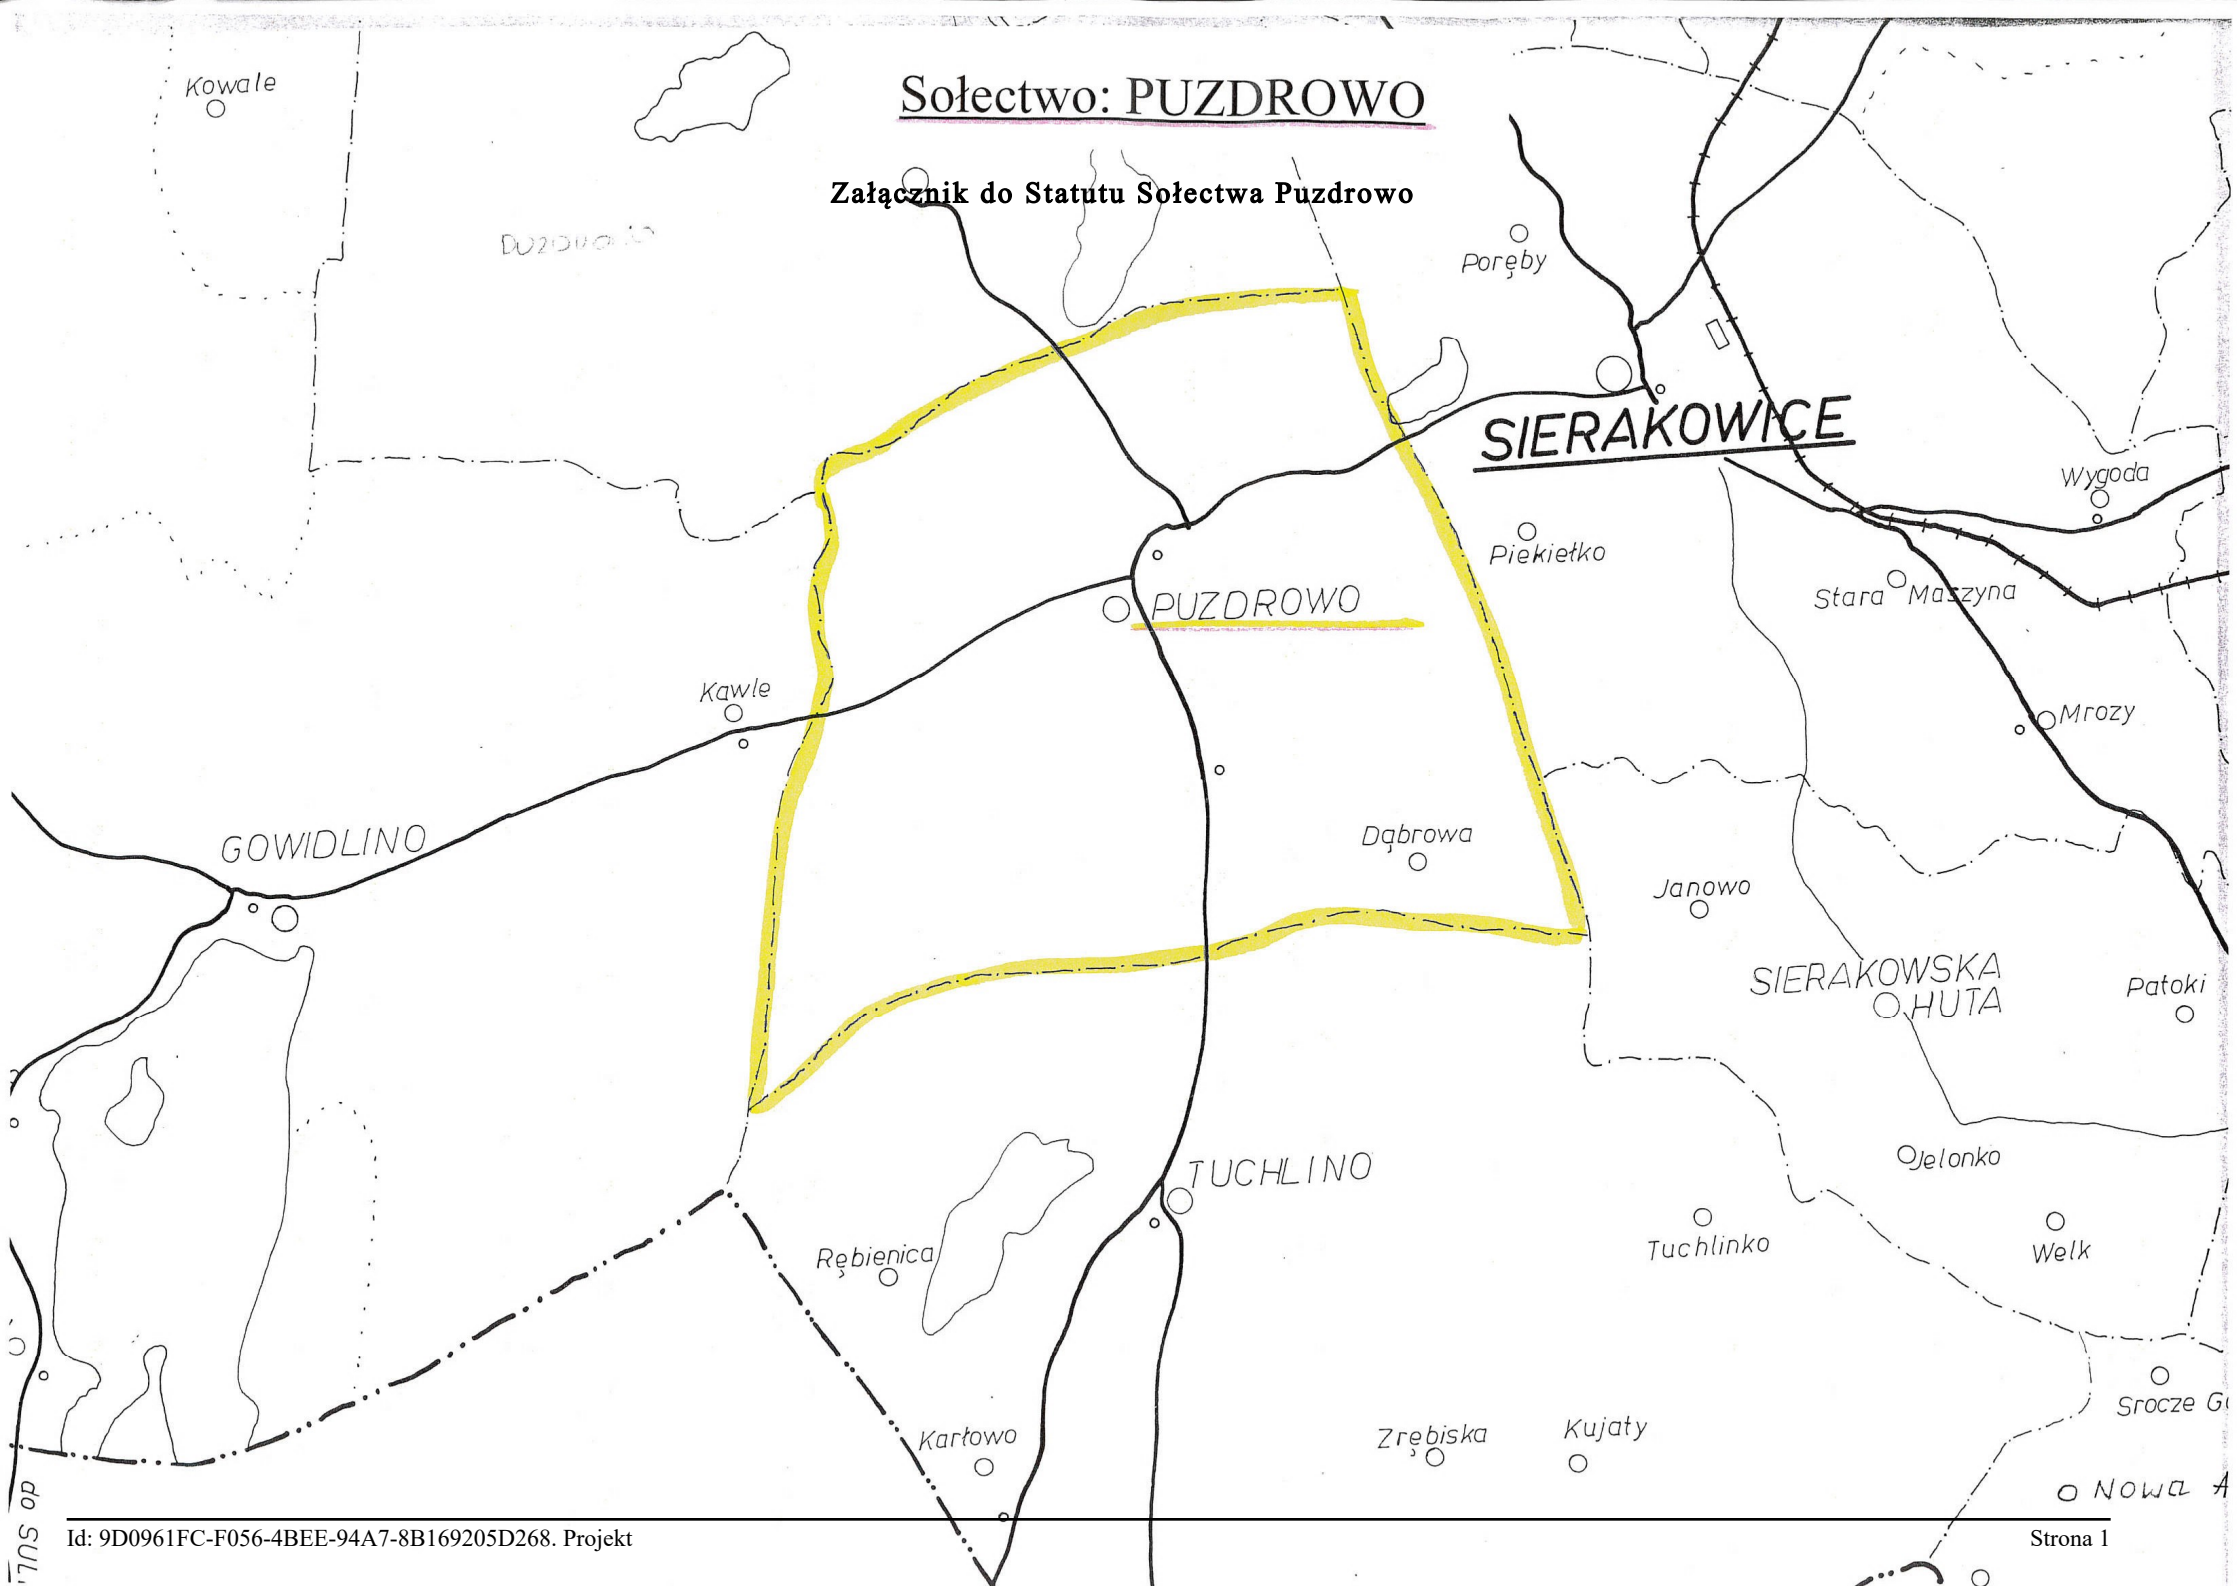 Kowale
Sołectwo: PUZDROWO
Załącznik do Statutu Sołectwa Puzdrowo
Poręby
SIERAKOWICE
Wygoda
Piekiełko
Stara Maszyna
PUZDROWO
Kawle
Mrozy
GOWIDLINO
Dąbrowa
Janowo
SIERAKOWSKA
HUTA
Patoki
Jelonko
TUCHLINO
Tuchlinko
Welk
Rębienica
Srocze
Kartowo
Zrębiska
Kujaty
NOWA
do SUL.
Id: 9D0961FC-F056-4BEE-94A7-8B169205D268. Projekt
Strona 1